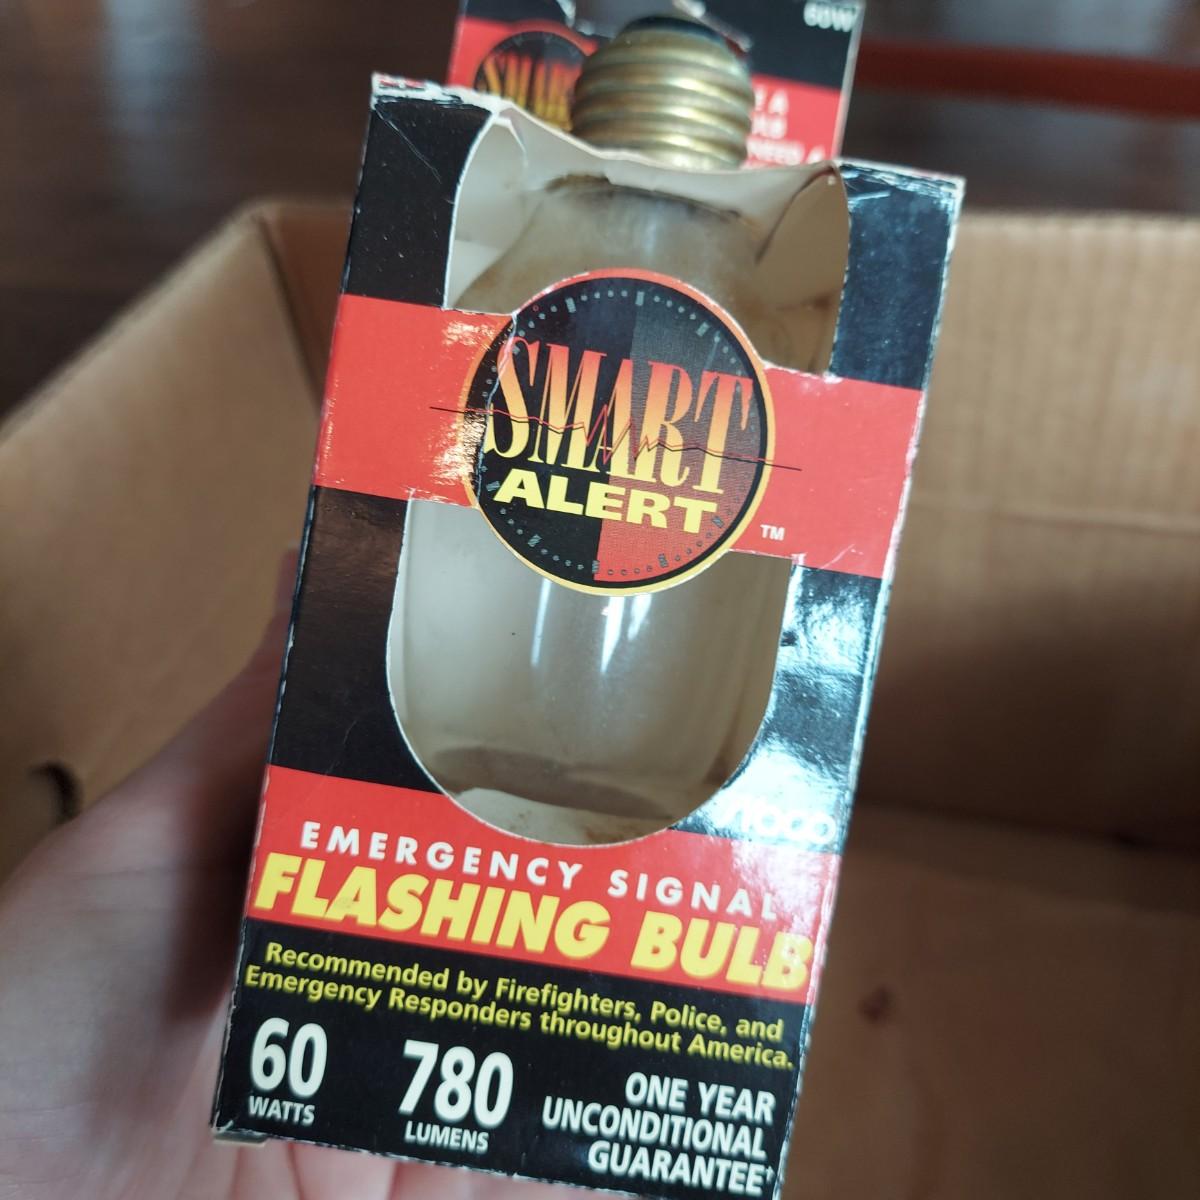 60W
SMART
SMART
ALERT
TM
EMERGENCY SIGNAL
FLASHING BULB
Recommended by Firefighters, Police, and
Emergency Responders throughout America.
60
WATTS
780
LUMENS
ONE YEAR
UNCONDITIONAL
GUARANTEE†